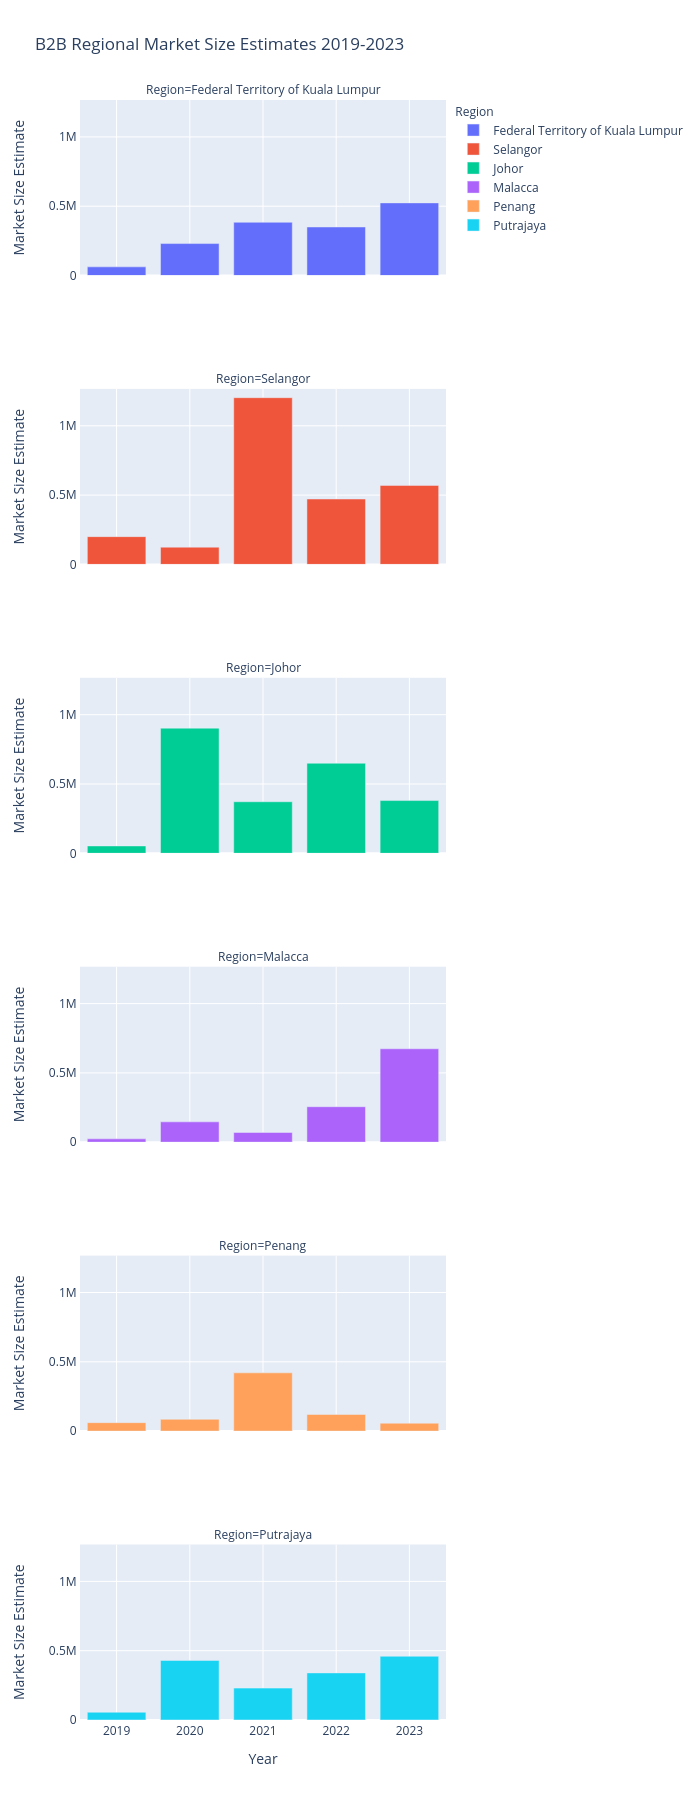 B2B Regional Market Size Estimates 2019-2023
Region=Federal Territory of Kuala Lumpur
Market Size Estimate
1M
0.5M
0
Region
Federal Territory of Kuala Lumpur
Selangor
Johor
Malacca
Penang
Putrajaya
Region=Selangor
Market Size Estimate
1M
0.5M
0
Region=Johor
Market Size Estimate
1M
0.5M
0
Region=Malacca
Market Size Estimate
1M
0.5M
0
Region=Penang
Market Size Estimate
1M
0.5M
0
Region=Putrajaya
Market Size Estimate
1M
0.5M
0
2019 2020 2021 2022 2023
Year